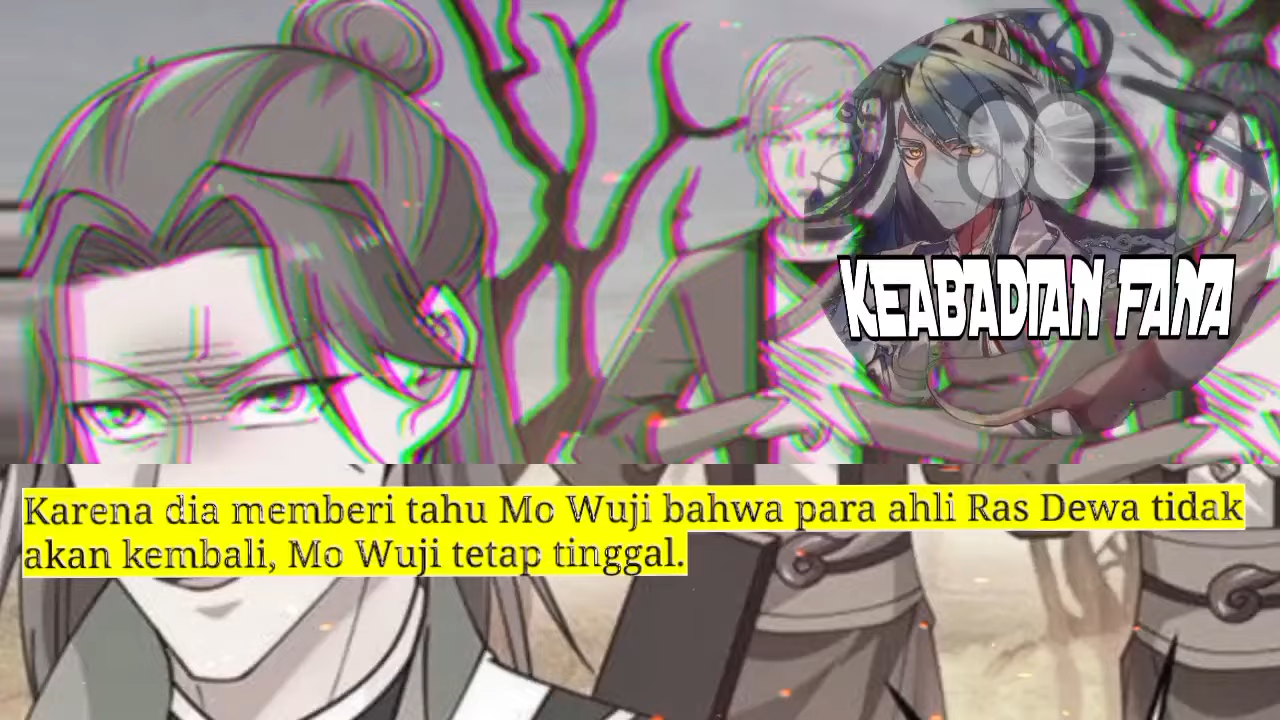 KEABADIAN FANA
Karena dia memberi tahu Mo Wuji bahwa para ahli Ras Dewa tidak
akan kembali, Mo Wuji tetap tinggal.